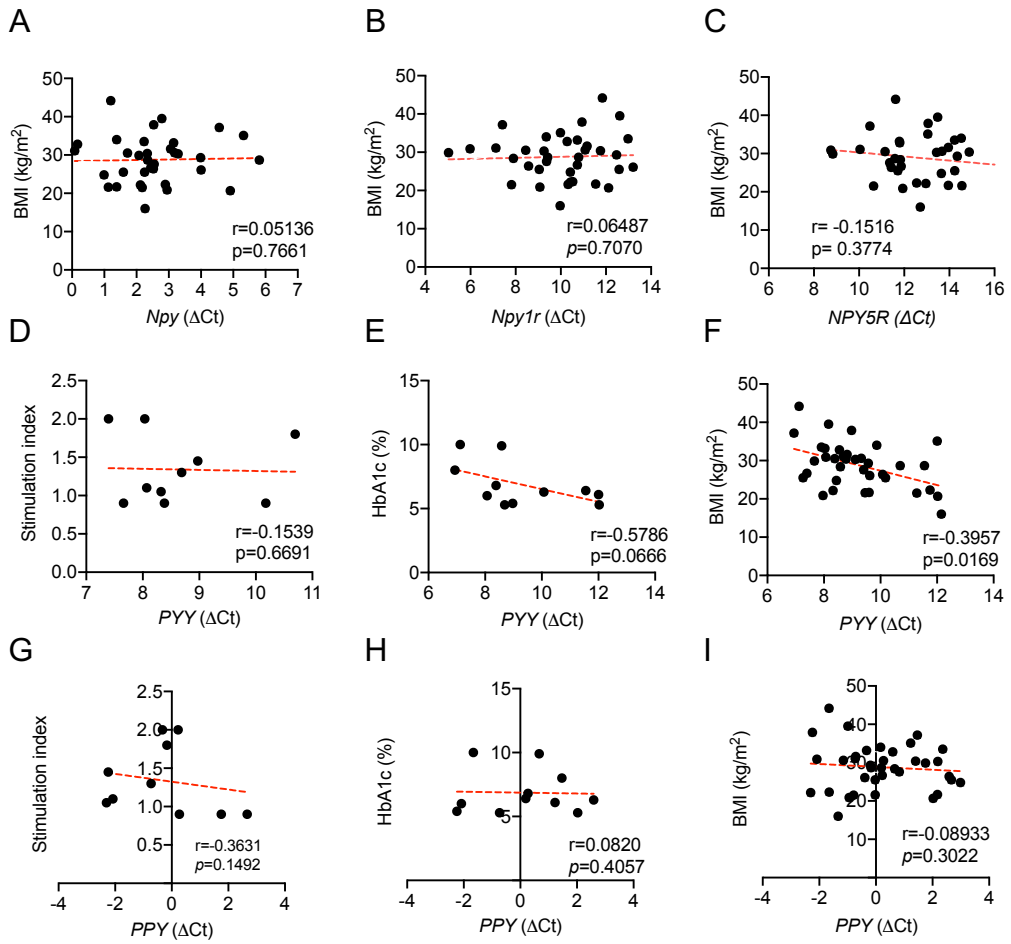 A
BMI (kg/m²)
50
40
30
20
10
0
r=0.05136
p=0.7661
0 1 2 3 4 5 6 7
Npy (ΔCt)
B
BMI (kg/m²)
50
40
30
20
10
0
r=0.06487
p=0.7070
4 6 8 10 12 14
Npy1r (ΔCt)
C
BMI (kg/m²)
50
40
30
20
10
0
r= -0.1516
p= 0.3774
6 8 10 12 14 16
NPY5R (ΔCt)
D
Stimulation index
2.5
2.0
1.5
1.0
0.5
0.0
r=-0.1539
p=0.6691
7 8 9 10 11
PYY (ΔCt)
E
HbA1c (%)
15
10
5
0
r=-0.5786
p=0.0666
6 8 10 12 14
PYY (ΔCt)
F
BMI (kg/m²)
50
40
30
20
10
0
r=-0.3957
p=0.0169
6 8 10 12 14
PYY (ΔCt)
G
Stimulation index
2.5
2.0
1.5
1.0
0.5
r=-0.3631
p=0.1492
-4 -2 0 2 4
PPY (ΔCt)
H
HbA1c (%)
15
10
5
r=0.0820
p=0.4057
-4 -2 0 2 4
PPY (ΔCt)
I
BMI (kg/m²)
50
40
30
20
10
r=-0.08933
p=0.3022
-4 -2 0 2 4
PPY (ΔCt)